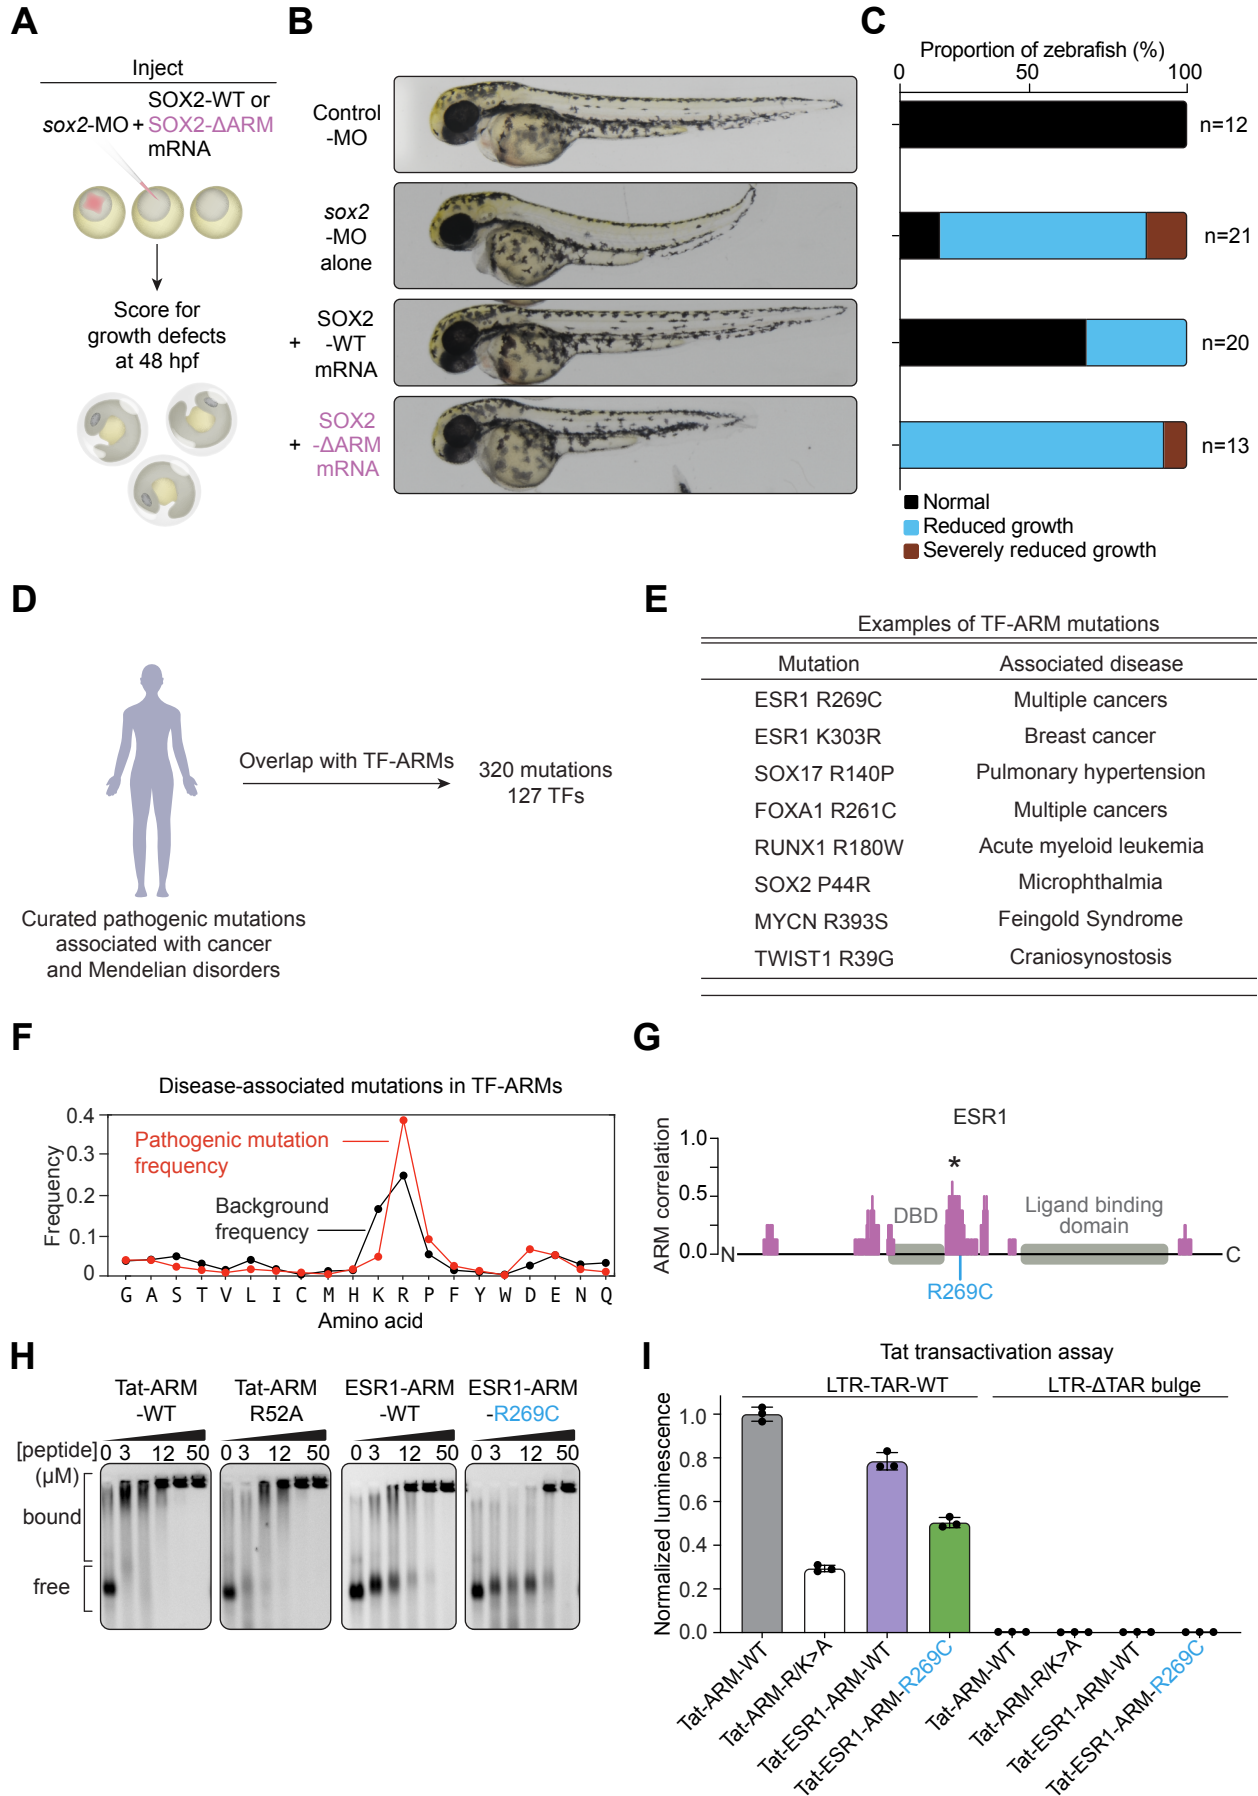 A
Inject
sox2-MO + SOX2-WT or
SOX2-ΔARM
mRNA
Score for
growth defects
at 48 hpf
B
Control
-MO
sox2
-MO
alone
+ SOX2
-WT
mRNA
+ SOX2
-ΔARM
mRNA
C
Proportion of zebrafish (%)
0 50 100
n=12
n=21
n=20
n=13
Normal
Reduced growth
Severely reduced growth
D
Overlap with TF-ARMs
320 mutations
127 TFs
Curated pathogenic mutations
associated with cancer
and Mendelian disorders
E
Examples of TF-ARM mutations
Mutation Associated disease
ESR1 R269C Multiple cancers
ESR1 K303R Breast cancer
SOX17 R140P Pulmonary hypertension
FOXA1 R261C Multiple cancers
RUNX1 R180W Acute myeloid leukemia
SOX2 P44R Microphthalmia
MYCN R393S Feingold Syndrome
TWIST1 R39G Craniosynostosis
F
Disease-associated mutations in TF-ARMs
Frequency
0.4
0.3
0.2
0.1
0
Pathogenic mutation
frequency
Background
frequency
G A S T V L I C M H K R P F Y W D E N Q
Amino acid
G
ESR1
ARM correlation
1.0
0.5
0.0
*
DBD
Ligand binding
domain
N
C
R269C
H
Tat-ARM
-WT
Tat-ARM
R52A
ESR1-ARM
-WT
ESR1-ARM
-R269C
[peptide] 0 3 12 50 0 3 12 50 0 3 12 50 0 3 12 50
(µM)
bound
free
I
Tat transactivation assay
LTR-TAR-WT LTR-ΔTAR bulge
Normalized luminescence
1.0
0.8
0.6
0.4
0.2
0.0
Tat-ARM-WT
Tat-ARM-R/K>A
Tat-ESR1-ARM-WT
Tat-ESR1-ARM-R269C
Tat-ARM-WT
Tat-ARM-R/K>A
Tat-ESR1-ARM-WT
Tat-ESR1-ARM-R269C